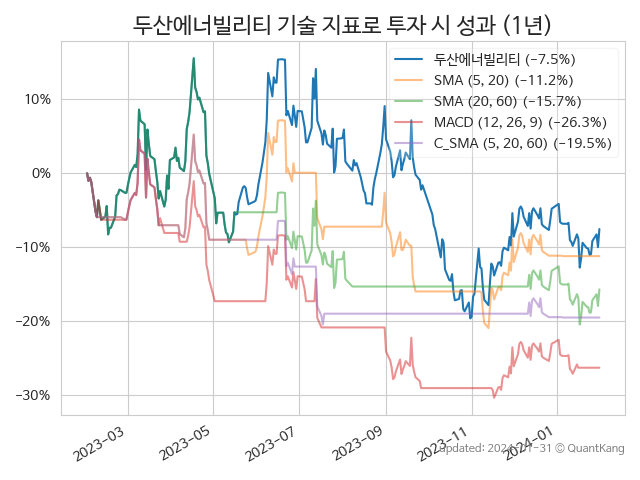 두산에너빌리티 기술 지표로 투자 시 성과 (1년)
두산에너빌리티 (−7.5%)
SMA (5, 20) (−11.2%)
SMA (20, 60) (−15.7%)
MACD (12, 26, 9) (−26.3%)
C_SMA (5, 20, 60) (−19.5%)
10%
0%
−10%
−20%
−30%
2023-03
2023-05
2023-07
2023-09
2023-11
2024-01
Updated: 2024-01-31 © QuantKang